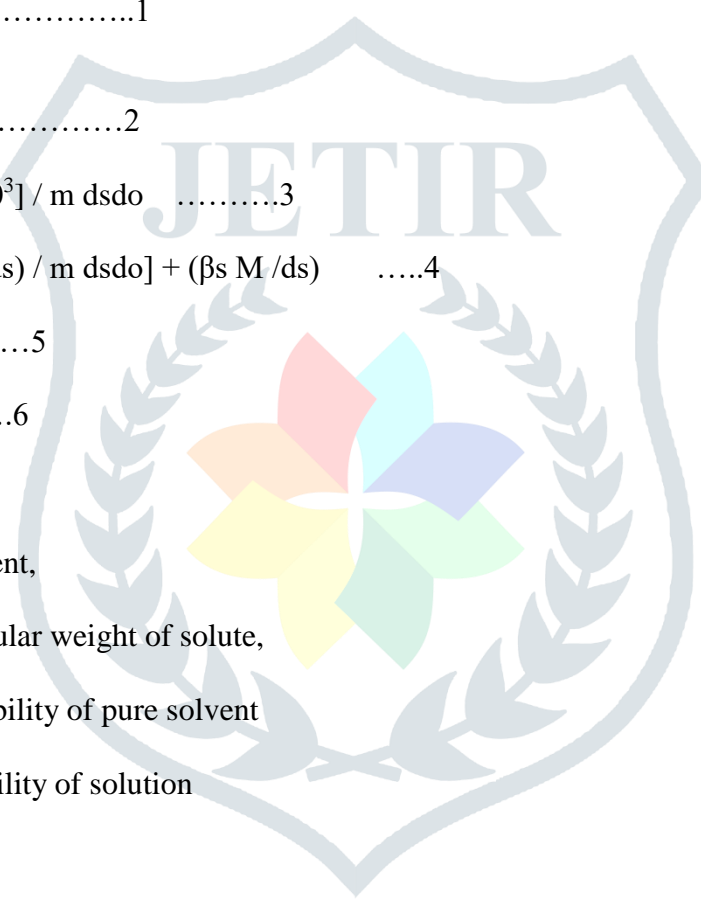 …………..1
…………2
³] / m dsdo ……….3
s) / m dsdo] + (βs M /ds) …..4
…5
..6
JETIR
ent,
ular weight of solute,
bility of pure solvent
ility of solution